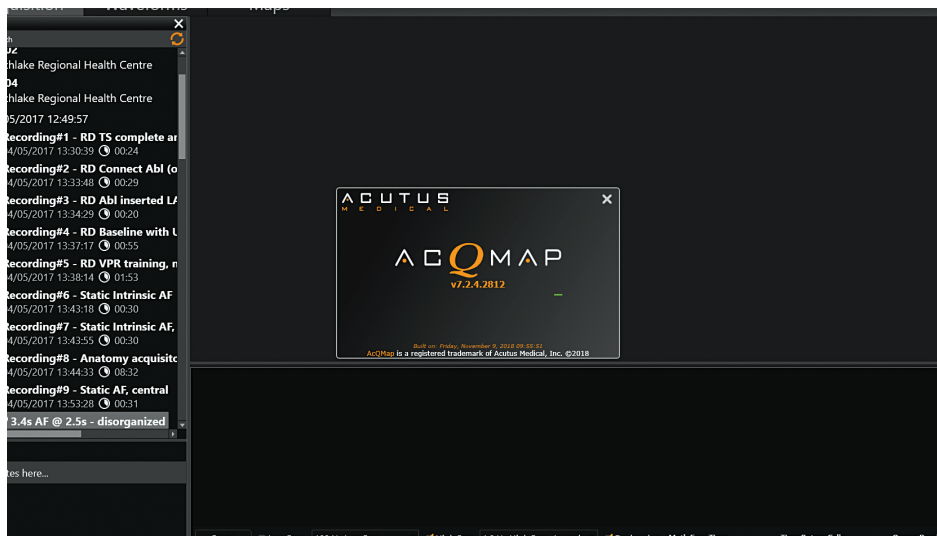 Waveforms
Maps
thlake Regional Health Centre
04
thlake Regional Health Centre
05/2017 12:49:57
Recording#1 - RD TS complete an
4/05/2017 13:30:39 00:24
Recording#2 - RD Connect Abl (o
4/05/2017 13:33:48 00:29
Recording#3 - RD Abl inserted LA
4/05/2017 13:34:29 00:20
Recording#4 - RD Baseline with U
4/05/2017 13:37:17 00:55
Recording#5 - RD VPR training, n
4/05/2017 13:38:14 01:53
Recording#6 - Static Intrinsic AF
4/05/2017 13:43:18 00:30
Recording#7 - Static Intrinsic AF,
4/05/2017 13:43:55 00:30
Recording#8 - Anatomy acquisito
4/05/2017 13:44:33 08:32
Recording#9 - Static AF, central
4/05/2017 13:53:28 00:31
3.4s AF @ 2.5s - disorganized
tes here...
ACUTUS
MEDICAL
ACQMAP
v7.2.4.2812
Built on: Friday, November 9, 2018 09:55:51
AcQMap is a registered trademark of Acutus Medical, Inc. ©2018